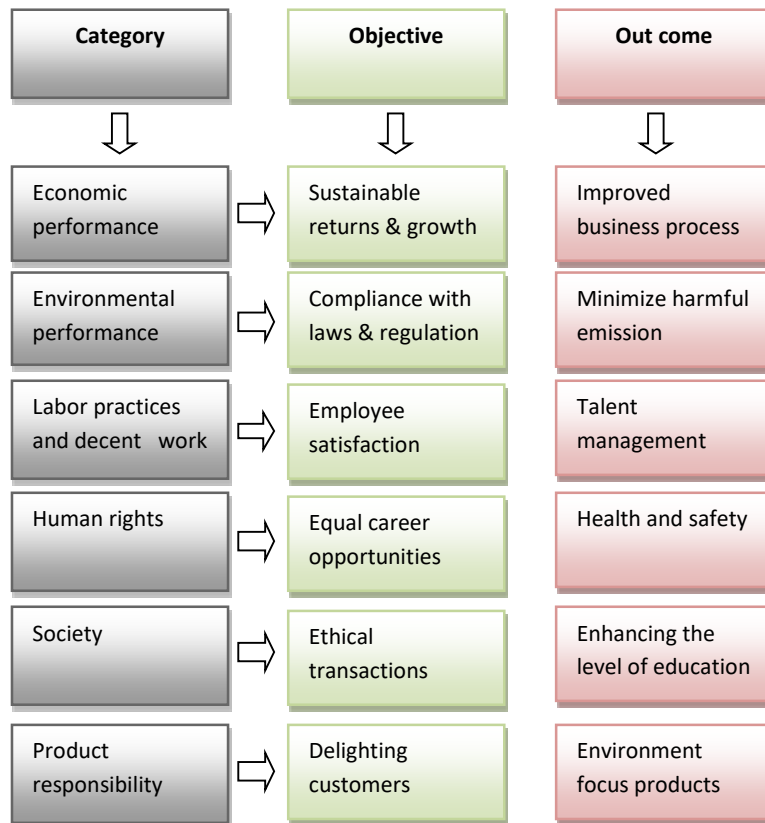 Category
Objective
Out come
Economic
performance
Sustainable
returns & growth
Improved
business process
Environmental
performance
Compliance with
laws & regulation
Minimize harmful
emission
Labor practices
and decent work
Employee
satisfaction
Talent
management
Human rights
Equal career
opportunities
Health and safety
Society
Ethical
transactions
Enhancing the
level of education
Product
responsibility
Delighting
customers
Environment
focus products